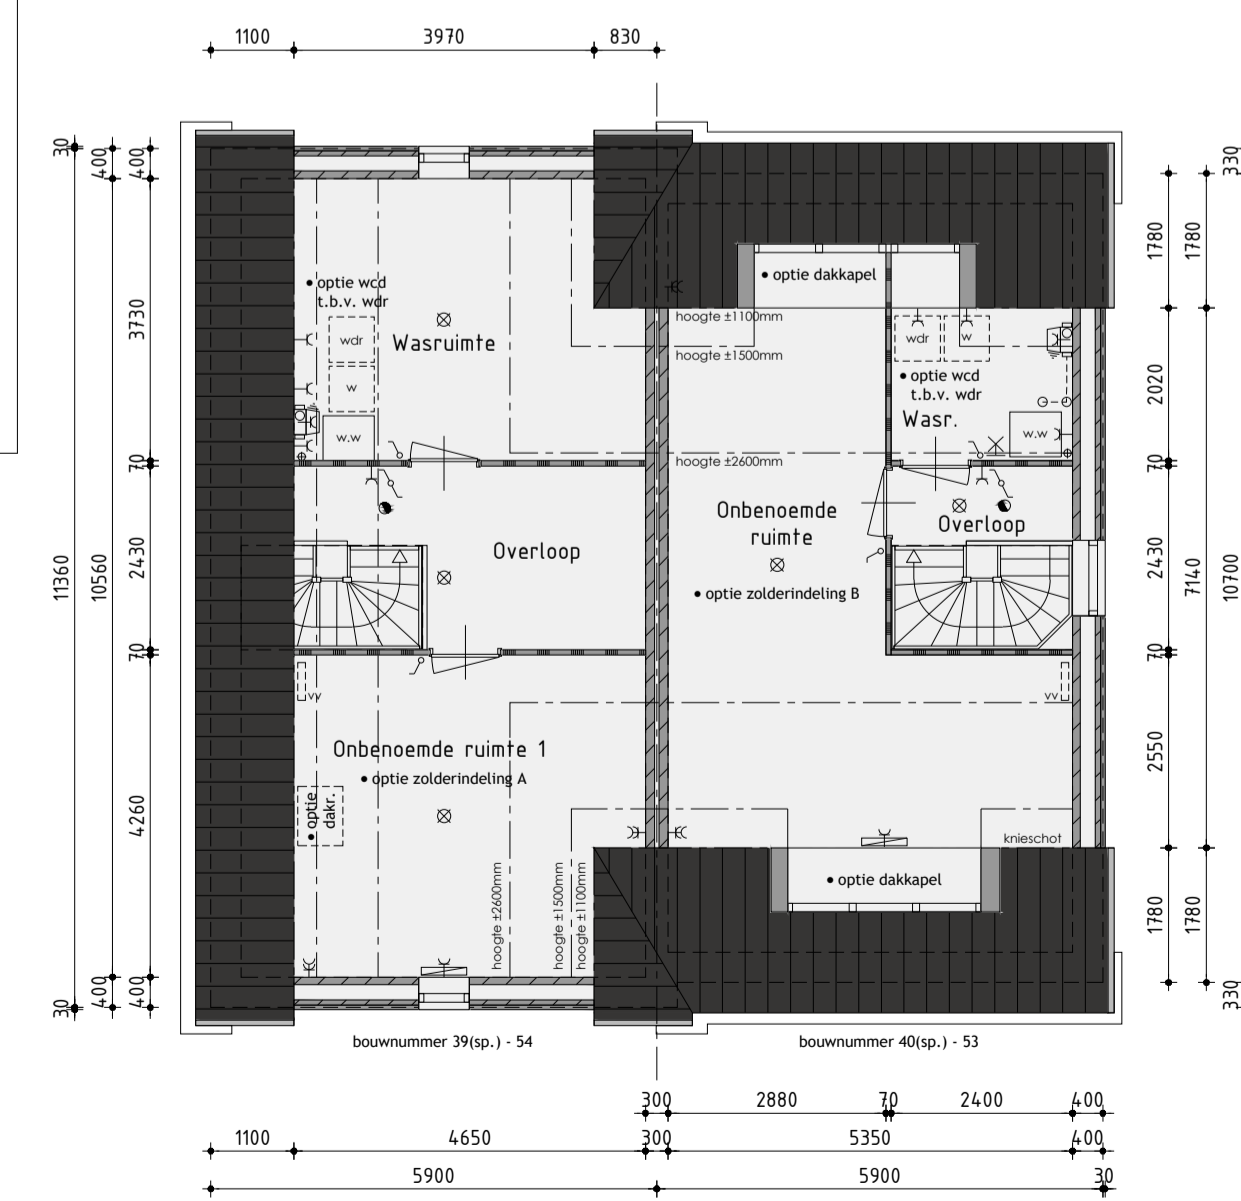 1100 3970 830
30
400
400
330
1780
1780
3730
2020
70
70
11360
10560
2430
2430
7140
10700
70
70
4260
2550
1780
1780
400
400
30
330
optie wcd
t.b.v. wdr
wdr
w
w.w
Wasruimte
Overloop
vv
Onbenoemde ruimte 1
optie zolderindeling A
optie
dakr.
hoogte ±2600mm
hoogte ±1500mm
hoogte ±1100mm
optie dakkapel
hoogte ±1100mm
hoogte ±1500mm
wdr
w
optie wcd
t.b.v. wdr
Wasr.
w.w
hoogte ±2600mm
Onbenoemde
ruimte
Overloop
optie zolderindeling B
vv
knieschot
optie dakkapel
bouwnummer 39(sp.) - 54
bouwnummer 40(sp.) - 53
300 2880 70 2400 400
1100 4650 300 5350 400
5900 5900 30